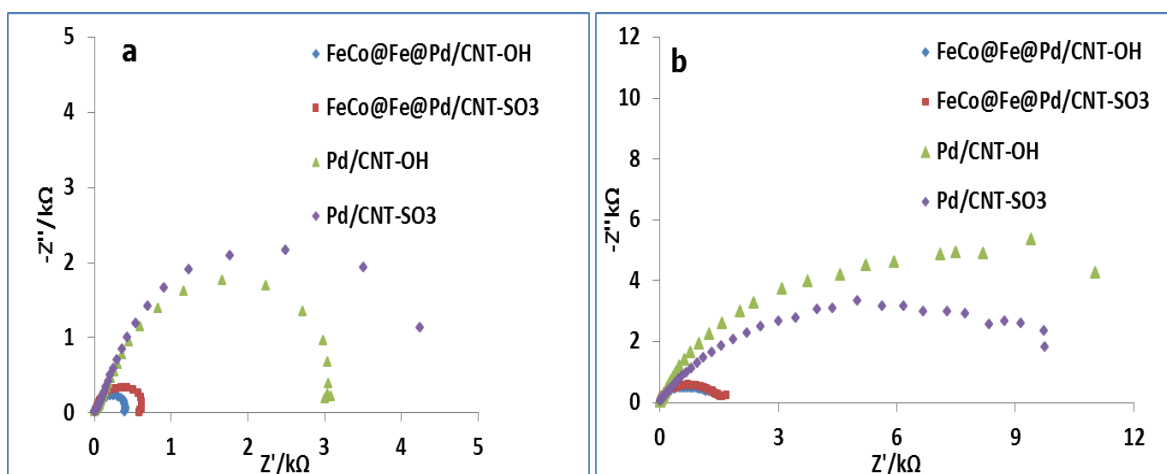 a
FeCo@Fe@Pd/CNT-OH
FeCo@Fe@Pd/CNT-SO3
Pd/CNT-OH
Pd/CNT-SO3
-Z''/kΩ
5
4
3
2
1
0
0 1 2 3 4 5
Z'/kΩ
b
FeCo@Fe@Pd/CNT-OH
FeCo@Fe@Pd/CNT-SO3
Pd/CNT-OH
Pd/CNT-SO3
-Z''kΩ
12
10
8
6
4
2
0
0 3 6 9 12
Z'/kΩ